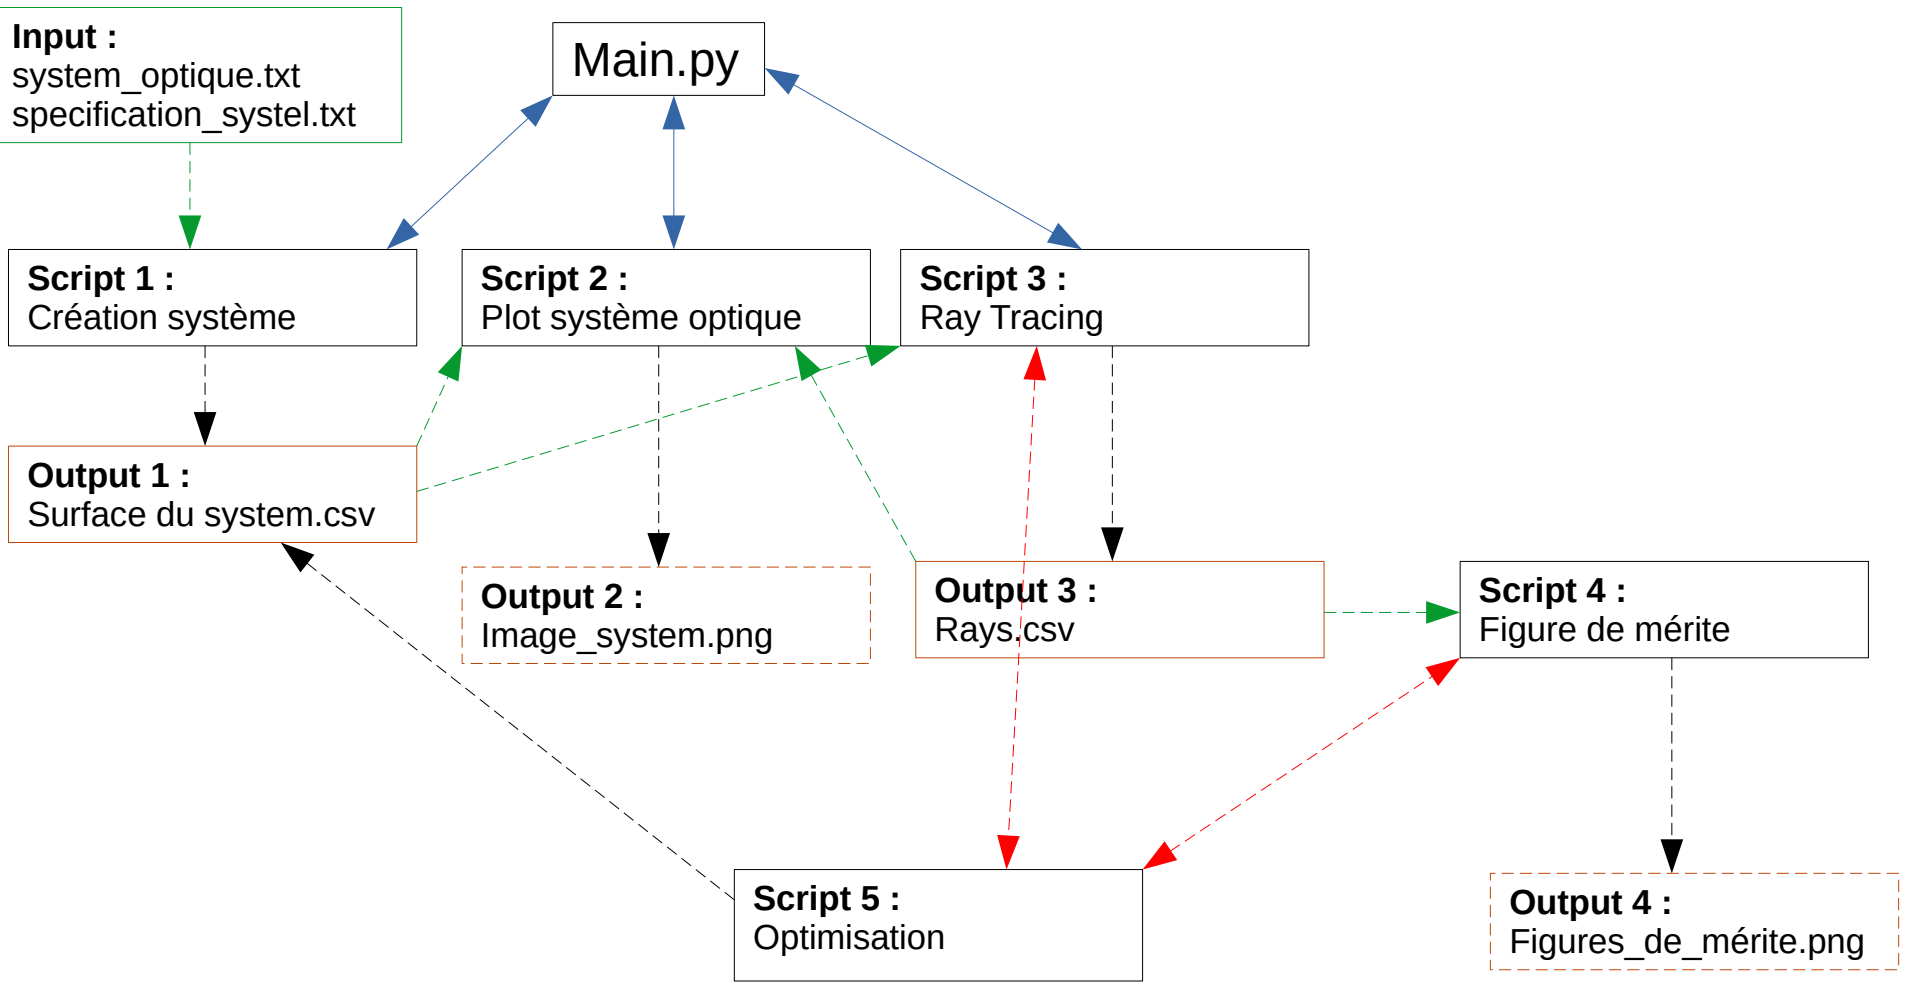 Input :
system_optique.txt
specification_systel.txt
Main.py
Script 1 :
Création système
Script 2 :
Plot système optique
Script 3 :
Ray Tracing
Output 1 :
Surface du system.csv
Output 2 :
Image_system.png
Output 3 :
Rays.csv
Script 4 :
Figure de mérite
Script 5 :
Optimisation
Output 4 :
Figures_de_mérite.png